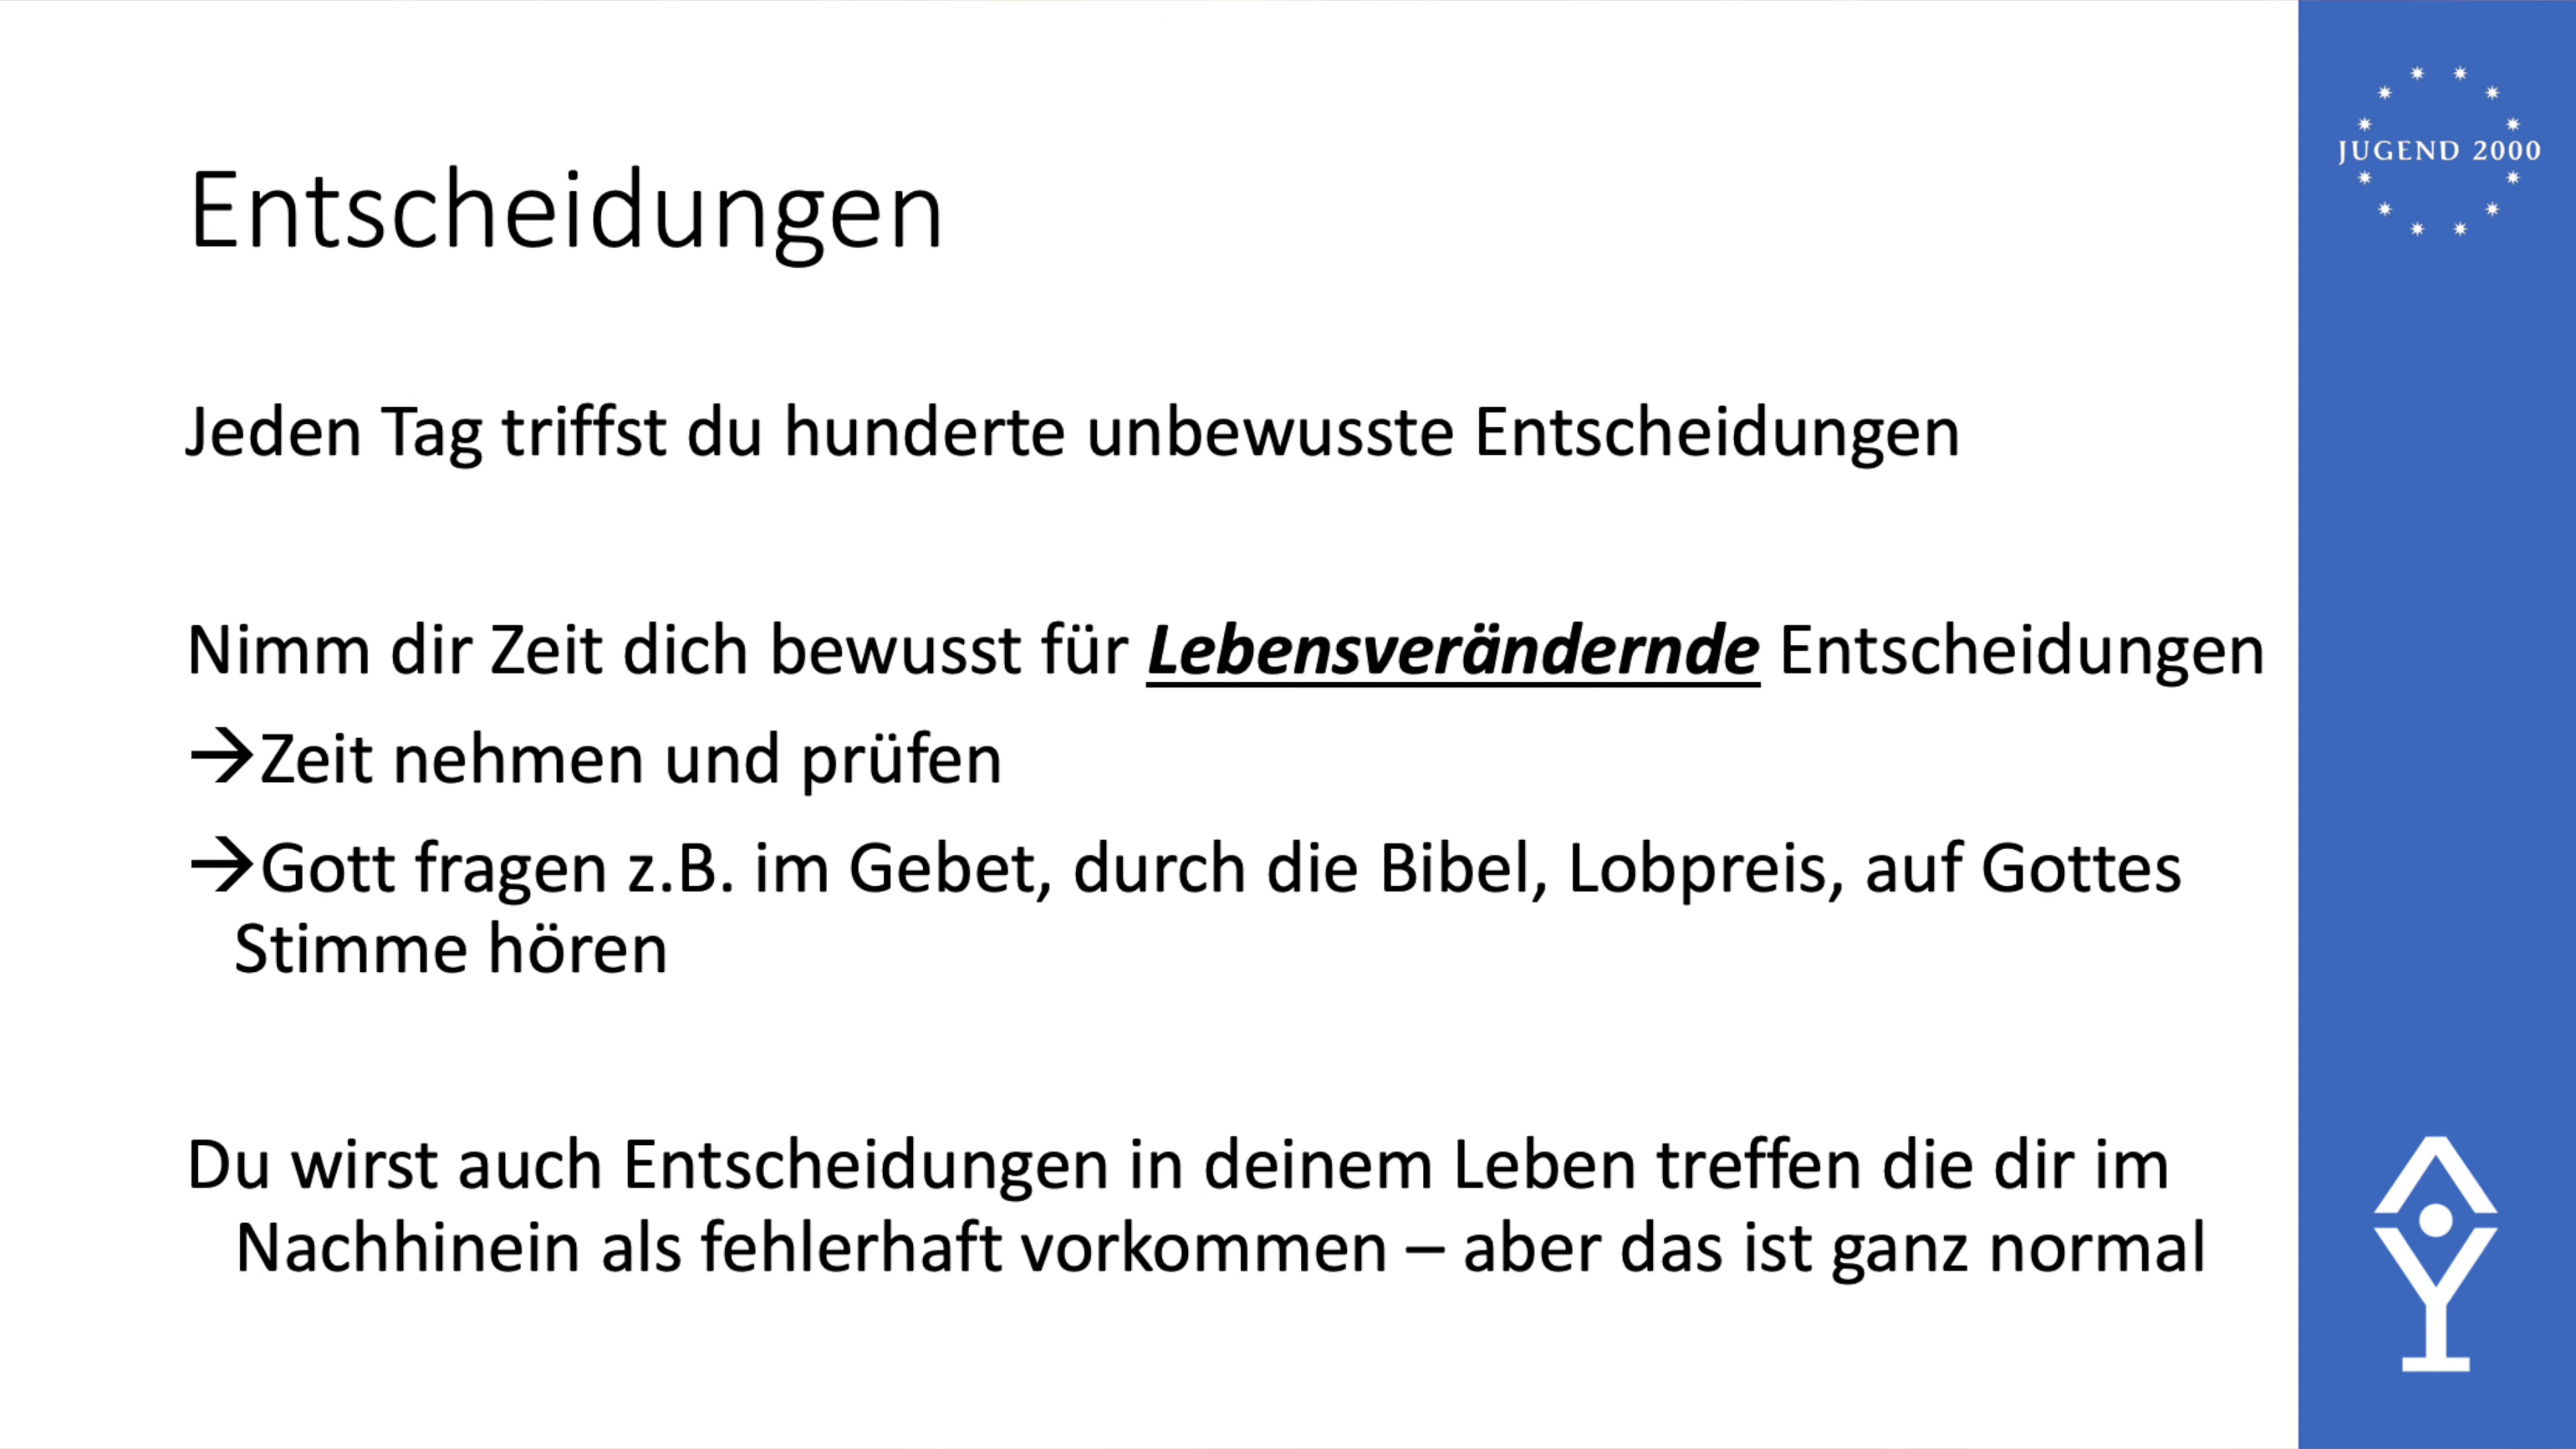 Entscheidungen
Jeden Tag triffst du hunderte unbewusste Entscheidungen
Nimm dir Zeit dich bewusst für Lebensverändernde Entscheidungen
→Zeit nehmen und prüfen
→Gott fragen z.B. im Gebet, durch die Bibel, Lobpreis, auf Gottes
Stimme hören
Du wirst auch Entscheidungen in deinem Leben treffen die dir im
Nachhinein als fehlerhaft vorkommen – aber das ist ganz normal
JUGEND 2000